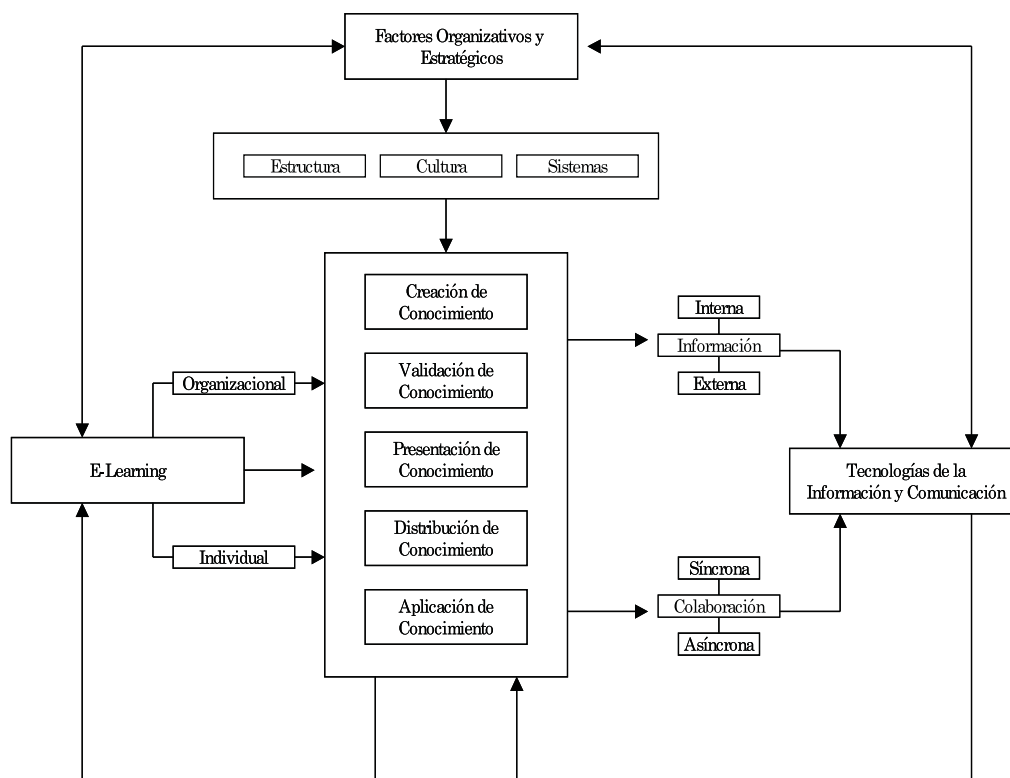 Factores Organizativos y
Estratégicos
Estructura
Cultura
Sistemas
Creación de
Conocimiento
Validación de
Conocimiento
Presentación de
Conocimiento
Distribución de
Conocimiento
Aplicación de
Conocimiento
Organizacional
E-Learning
Individual
Interna
Información
Externa
Síncrona
Colaboración
Asíncrona
Tecnologías de la
Información y Comunicación